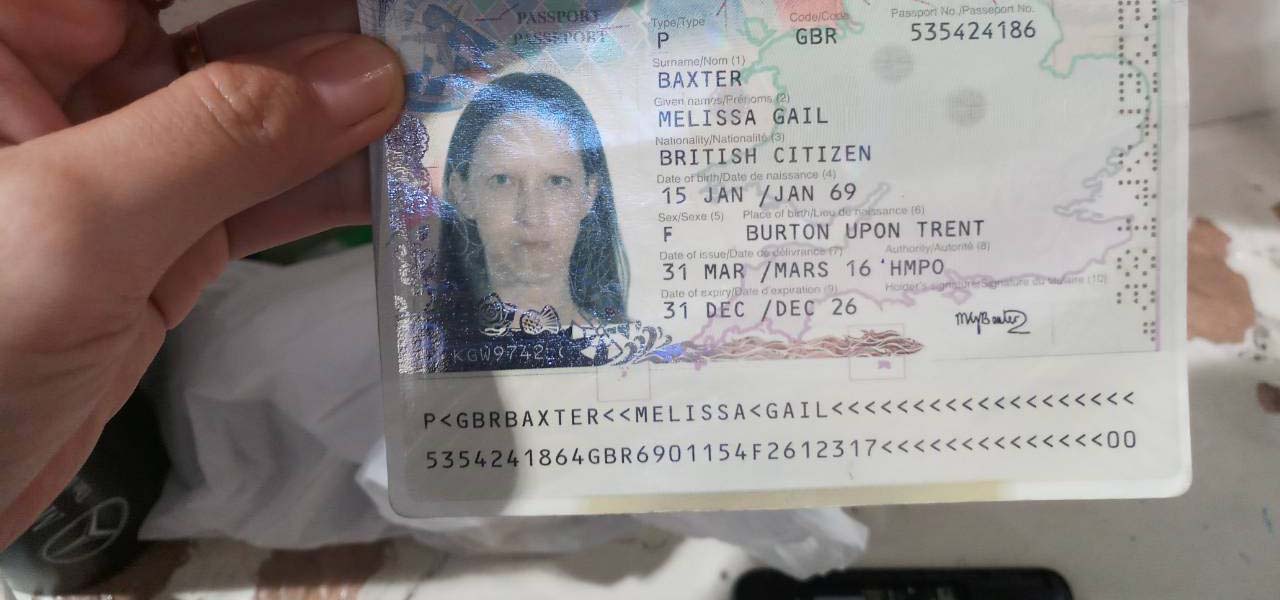 PASSPORT
PASSEPORT
Type/Type Code/Code Passport No./Passeport No.
P GBR 535424186
Surname/Nom (1)
BAXTER
Given names/Prénoms (2)
MELISSA GAIL
Nationality/Nationalité (3)
BRITISH CITIZEN
Date of birth/Date de naissance (4)
15 JAN /JAN 69
Sex/Sexe (5) Place of birth/Lieu de naissance (6)
F BURTON UPON TRENT
Date of issue/Date de délivrance (7) Authority/Autorité (8)
31 MAR /MARS 16 HMPO
Date of expiry/Date d'expiration (9) Holder's signature/Signature du titulaire (10)
31 DEC /DEC 26
P<GBRBAXTER<<MELISSA<GAIL<<<<<<<<<<<<<<<<<<<
5354241864GBR6901154F2612317<<<<<<<<<<<<<<00